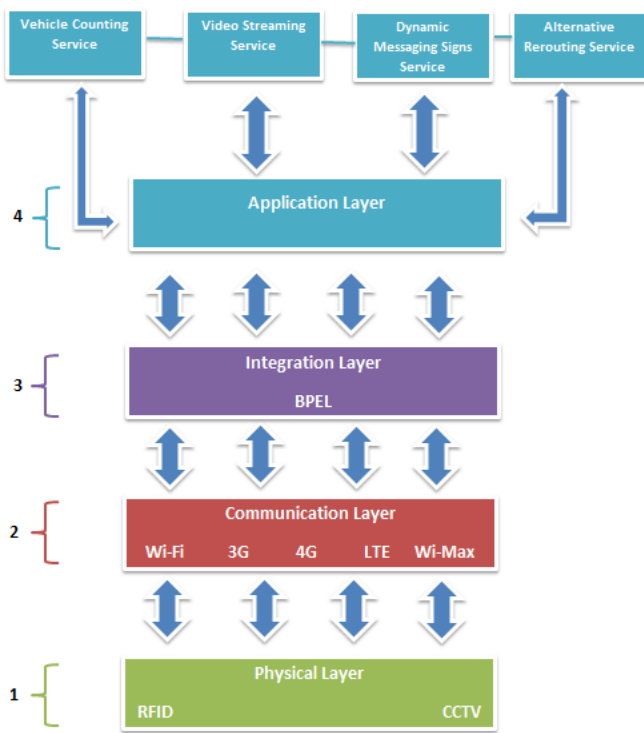 Vehicle Counting
Service
Video Streaming
Service
Dynamic
Messaging Signs
Service
Alternative
Rerouting Service
4
Application Layer
3
Integration Layer
BPEL
2
Communication Layer
Wi-Fi 3G 4G LTE Wi-Max
1
Physical Layer
RFID CCTV